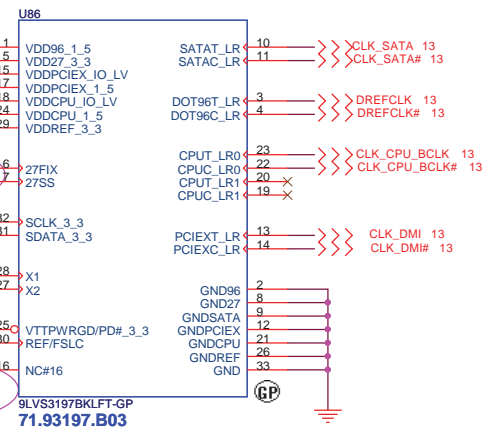 U86
1 VDD96_1_5 SATAT_LR 10 CLK_SATA 13
5 VDD27_3_3 SATAC_LR 11 CLK_SATA# 13
15 VDDPCIEX_IO_LV
17 VDDPCIEX_1_5
18 VDDCPU_IO_LV DOT96T_LR 3 DREFCLK 13
24 VDDCPU_1_5 DOT96C_LR 4 DREFCLK# 13
29 VDDREF_3_3
CPUT_LR0 23 CLK_CPU_BCLK 13
6 27FIX CPUC_LR0 22 CLK_CPU_BCLK# 13
7 27SS CPUT_LR1 20
CPUC_LR1 19
32 SCLK_3_3
31 SDATA_3_3 PCIEXT_LR 13 CLK_DMI 13
PCIEXC_LR 14 CLK_DMI# 13
28 X1
27 X2 GND96 2
GND27 8
GNDSATA 9
25 VTTPWRGD/PD#_3_3 GNDPCIEX 12
30 REF/FSLC GNDCPU 21
GNDREF 26
16 NC#16 GND 33
GP
9LVS3197BKLFT-GP
71.93197.B03